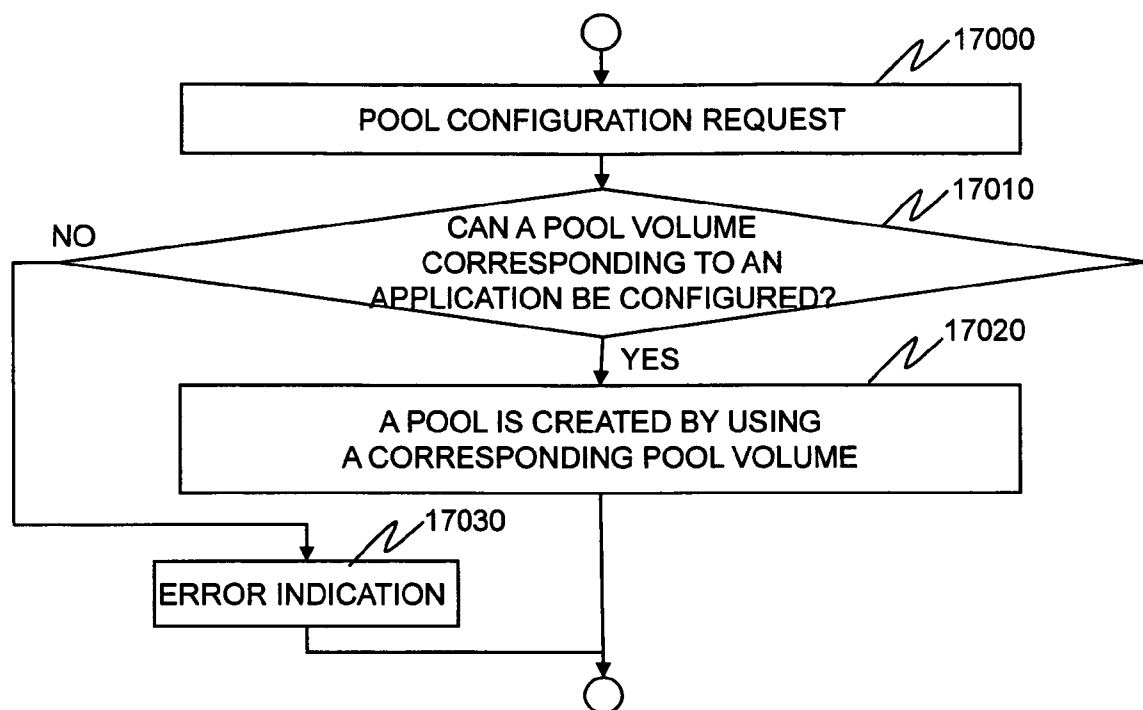 17000
POOL CONFIGURATION REQUEST
17010
NO
CAN A POOL VOLUME
CORRESPONDING TO AN
APPLICATION BE CONFIGURED?
YES
17020
A POOL IS CREATED BY USING
A CORRESPONDING POOL VOLUME
17030
ERROR INDICATION